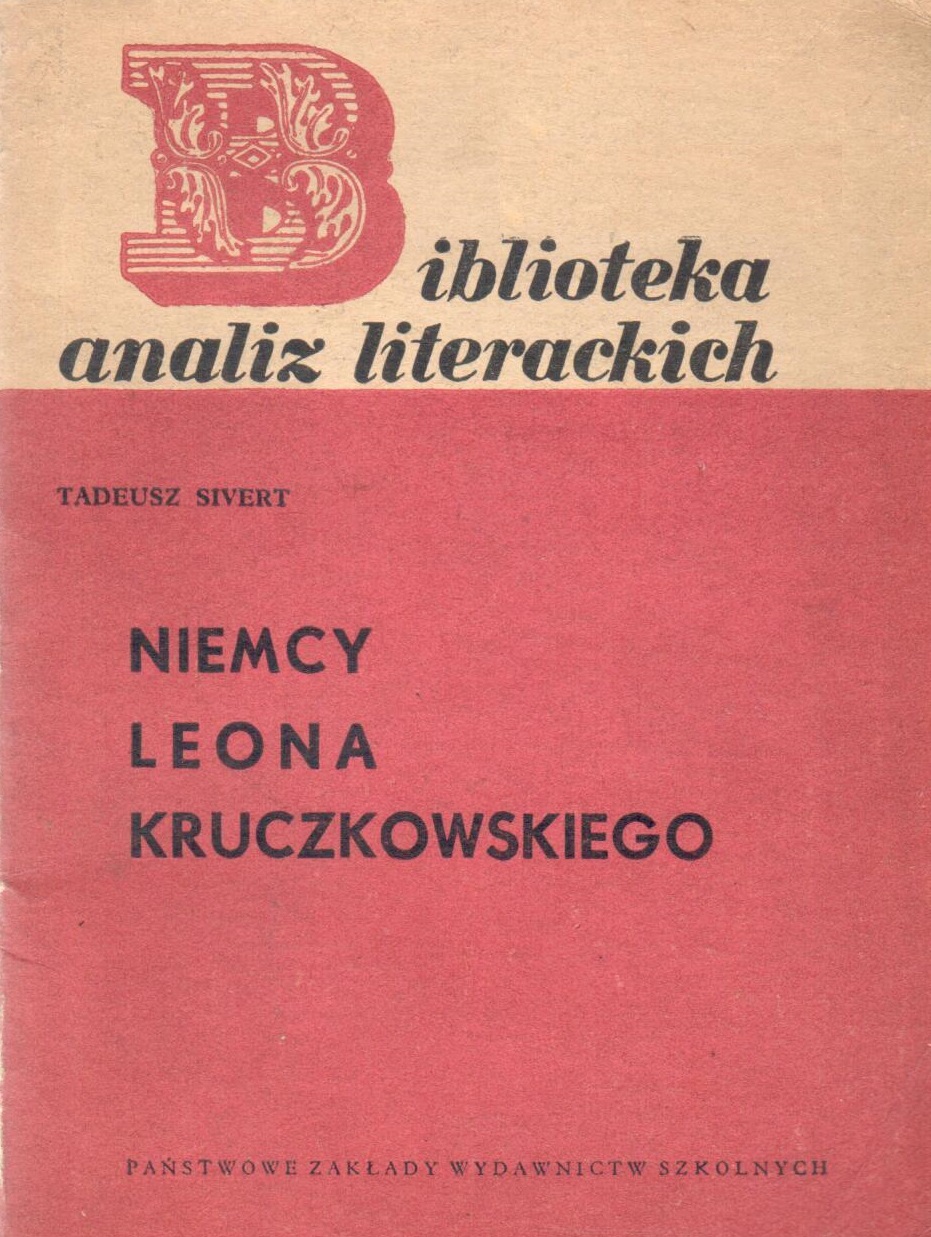 Biblioteka
analiz literackich
TADEUSZ SIVERT
NIEMCY
LEONA
KRUCZKOWSKIEGO
PAŃSTWOWE ZAKŁADY WYDAWNICTW SZKOLNYCH